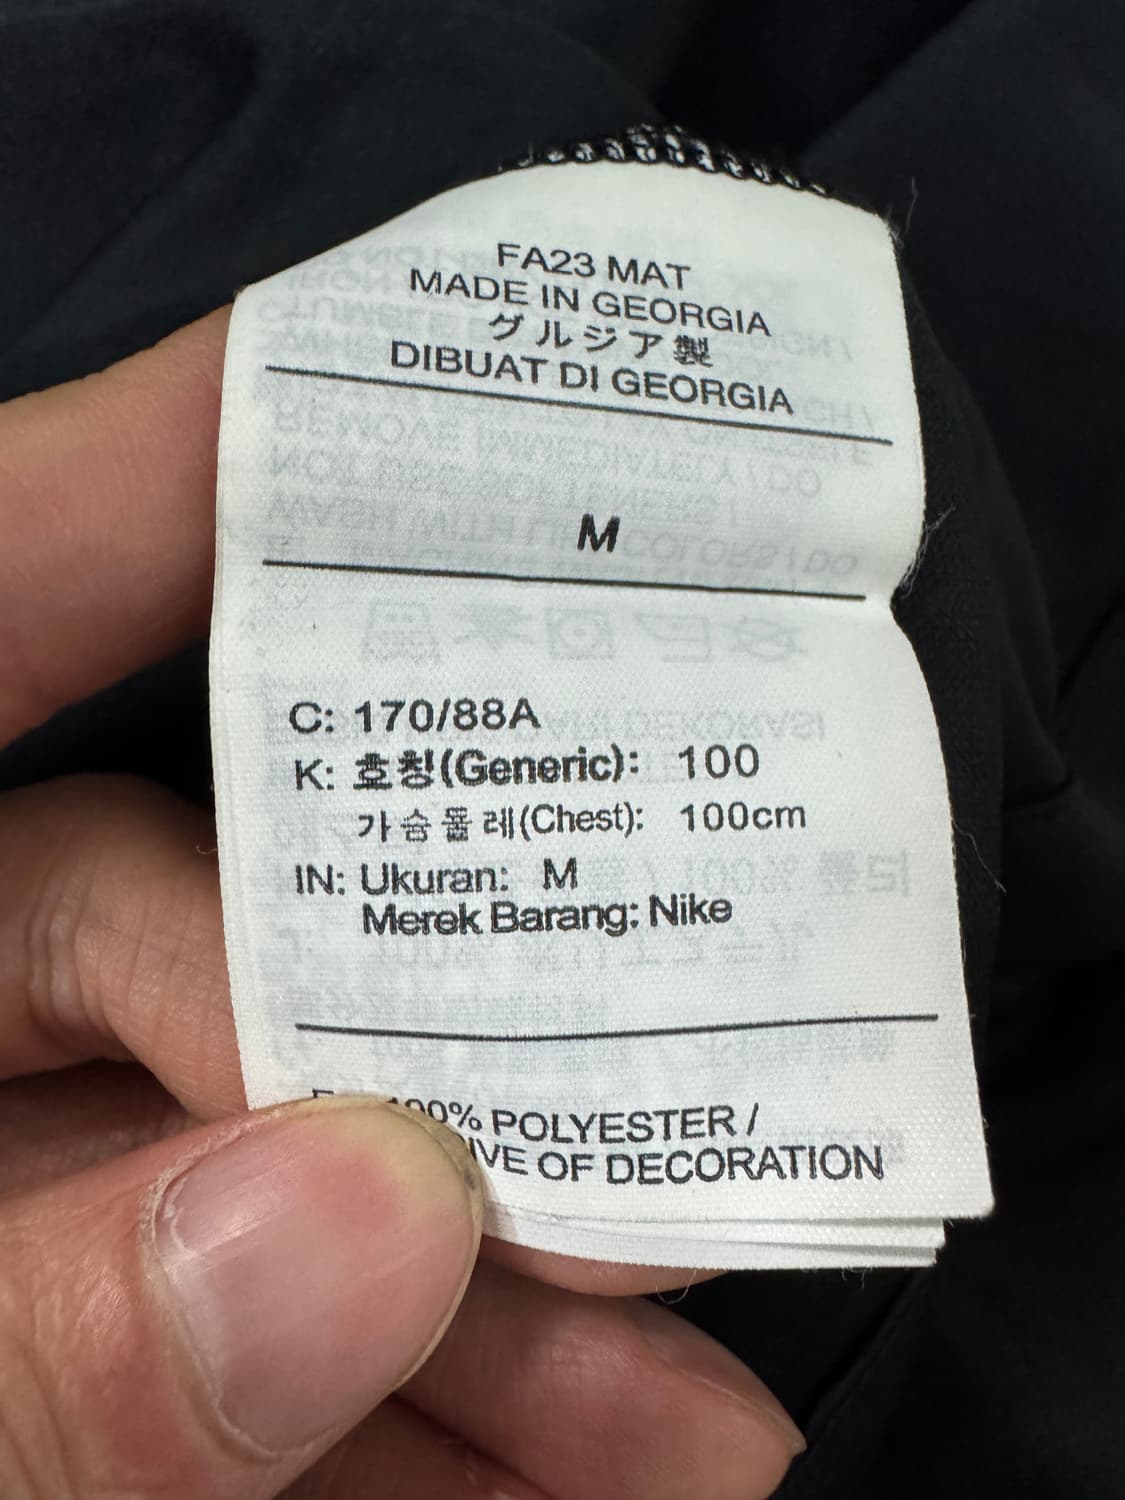 FA23 MAT
MADE IN GEORGIA
グルジア製
DIBUAT DI GEORGIA
M
C: 170/88A
K: 호칭(Generic): 100
가슴둘레(Chest): 100cm
IN: Ukuran: M
Merek Barang: Nike
100% POLYESTER /
OF DECORATION